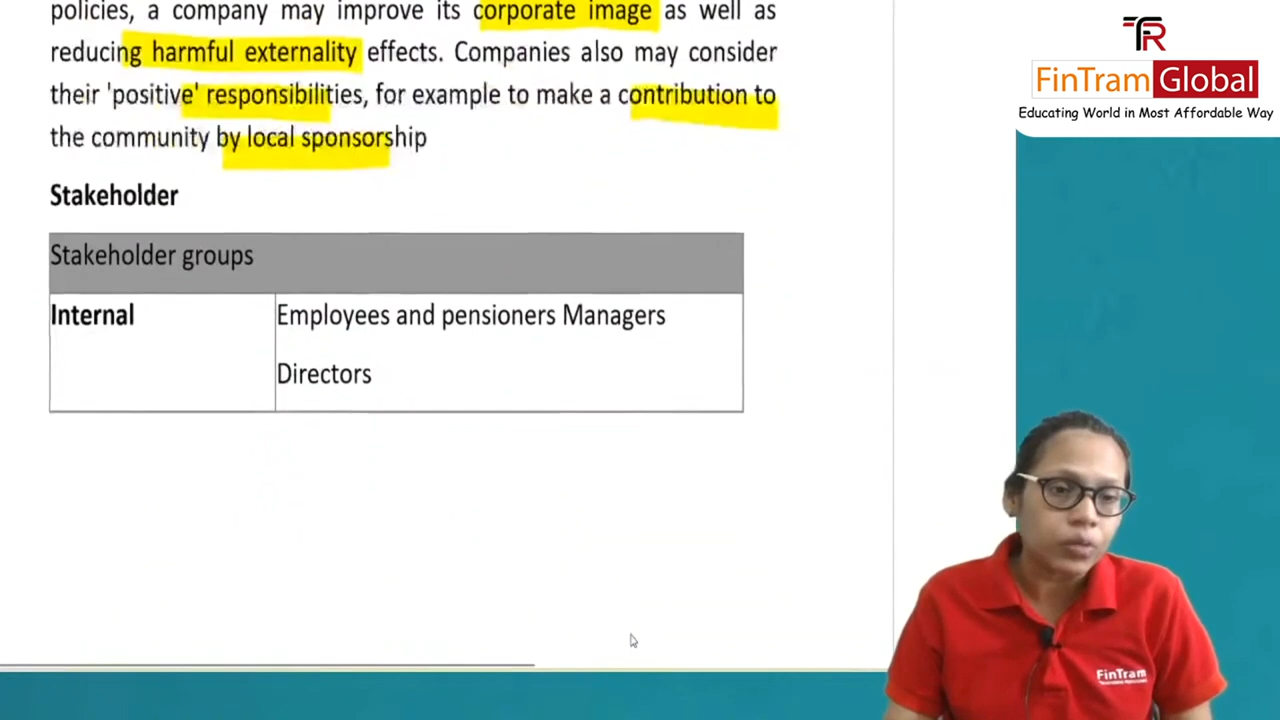 policies, a company may improve its corporate image as well as
reducing harmful externality effects. Companies also may consider
their 'positive' responsibilities, for example to make a contribution to
the community by local sponsorship
Stakeholder
Stakeholder groups
Internal
Employees and pensioners Managers
Directors
TFR
FinTram Global
Educating World in Most Affordable Way
FinTram